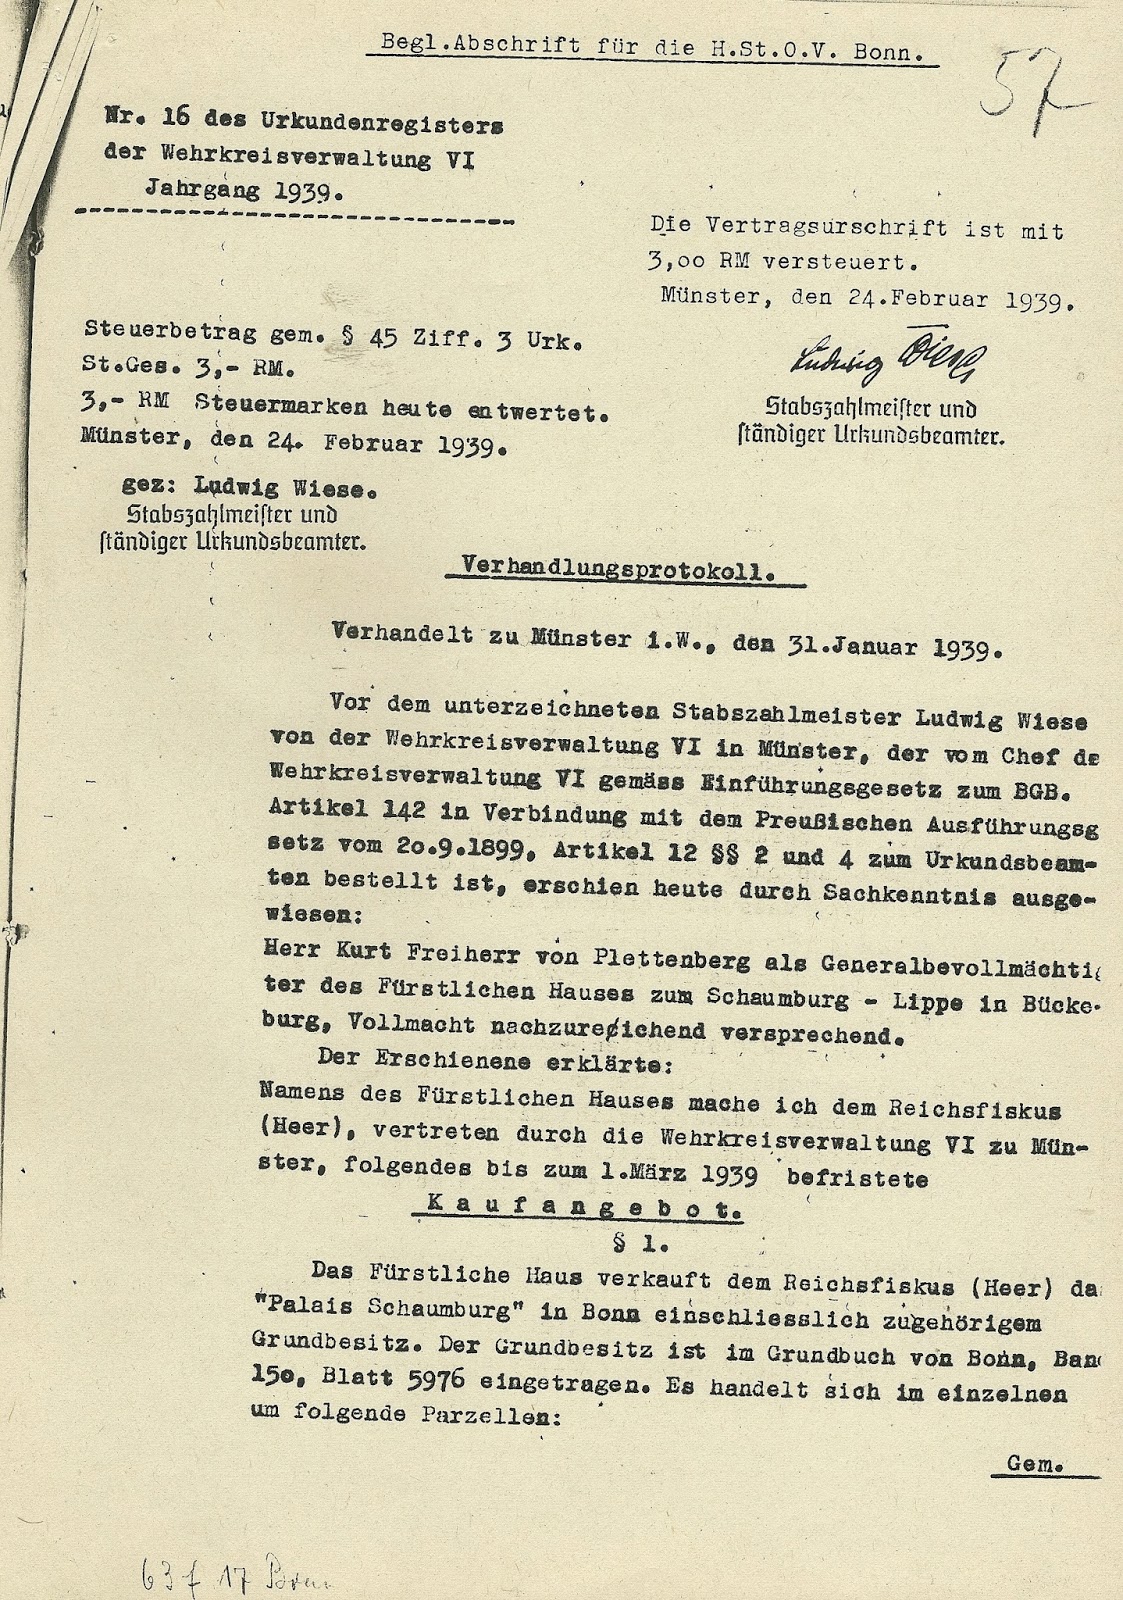 Begl.Abschrift für die H.St.O.V. Bonn.
57
Nr. 16 des Urkundenregisters
der Wehrkreisverwaltung VI
Jahrgang 1939.
Die Vertragsurschrift ist mit
3,oo RM versteuert.
Münster, den 24.Februar 1939.
Ludwig Wiese
Stabszahlmeister und
ständiger Urkundsbeamter.
Steuerbetrag gem. § 45 Ziff. 3 Urk.
St.Ges. 3,- RM.
3,- RM Steuermarken heute entwertet.
Münster, den 24. Februar 1939.
gez: Ludwig Wiese.
Stabszahlmeister und
ständiger Urkundsbeamter.
Verhandlungsprotokoll.
Verhandelt zu Münster i.W., den 31.Januar 1939.
Vor dem unterzeichneten Stabszahlmeister Ludwig Wiese
von der Wehrkreisverwaltung VI in Münster, der vom Chef de
Wehrkreisverwaltung VI gemäss Einführungsgesetz zum BGB.
Artikel 142 in Verbindung mit dem Preußischen Ausführungsg
setz vom 2o.9.1899, Artikel 12 §§ 2 und 4 zum Urkundsbeam-
ten bestellt ist, erschien heute durch Sachkenntnis ausge-
wiesen:
Herr Kurt Freiherr von Plettenberg als Generalbevollmächtig
ter des Fürstlichen Hauses zum Schaumburg - Lippe in Bücke-
burg, Vollmacht nachzureichend versprechend.
Der Erschienene erklärte:
Namens des Fürstlichen Hauses mache ich dem Reichsfiskus
(Heer), vertreten durch die Wehrkreisverwaltung VI zu Mün-
ster, folgendes bis zum 1.März 1939 befristete
K a u f a n g e b o t.
§ 1.
Das Fürstliche Haus verkauft dem Reichsfiskus (Heer) da
"Palais Schaumburg" in Bonn einschliesslich zugehörigem
Grundbesitz. Der Grundbesitz ist im Grundbuch von Bonn, Ban
15o, Blatt 5976 eingetragen. Es handelt sich im einzelnen
um folgende Parzellen:
Gem.
63 f 17